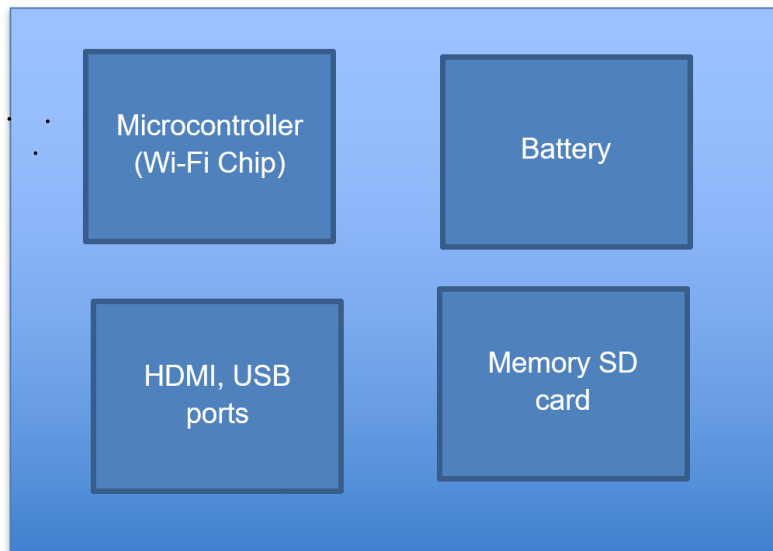 Microcontroller
(Wi-Fi Chip)
Battery
HDMI, USB
ports
Memory SD
card